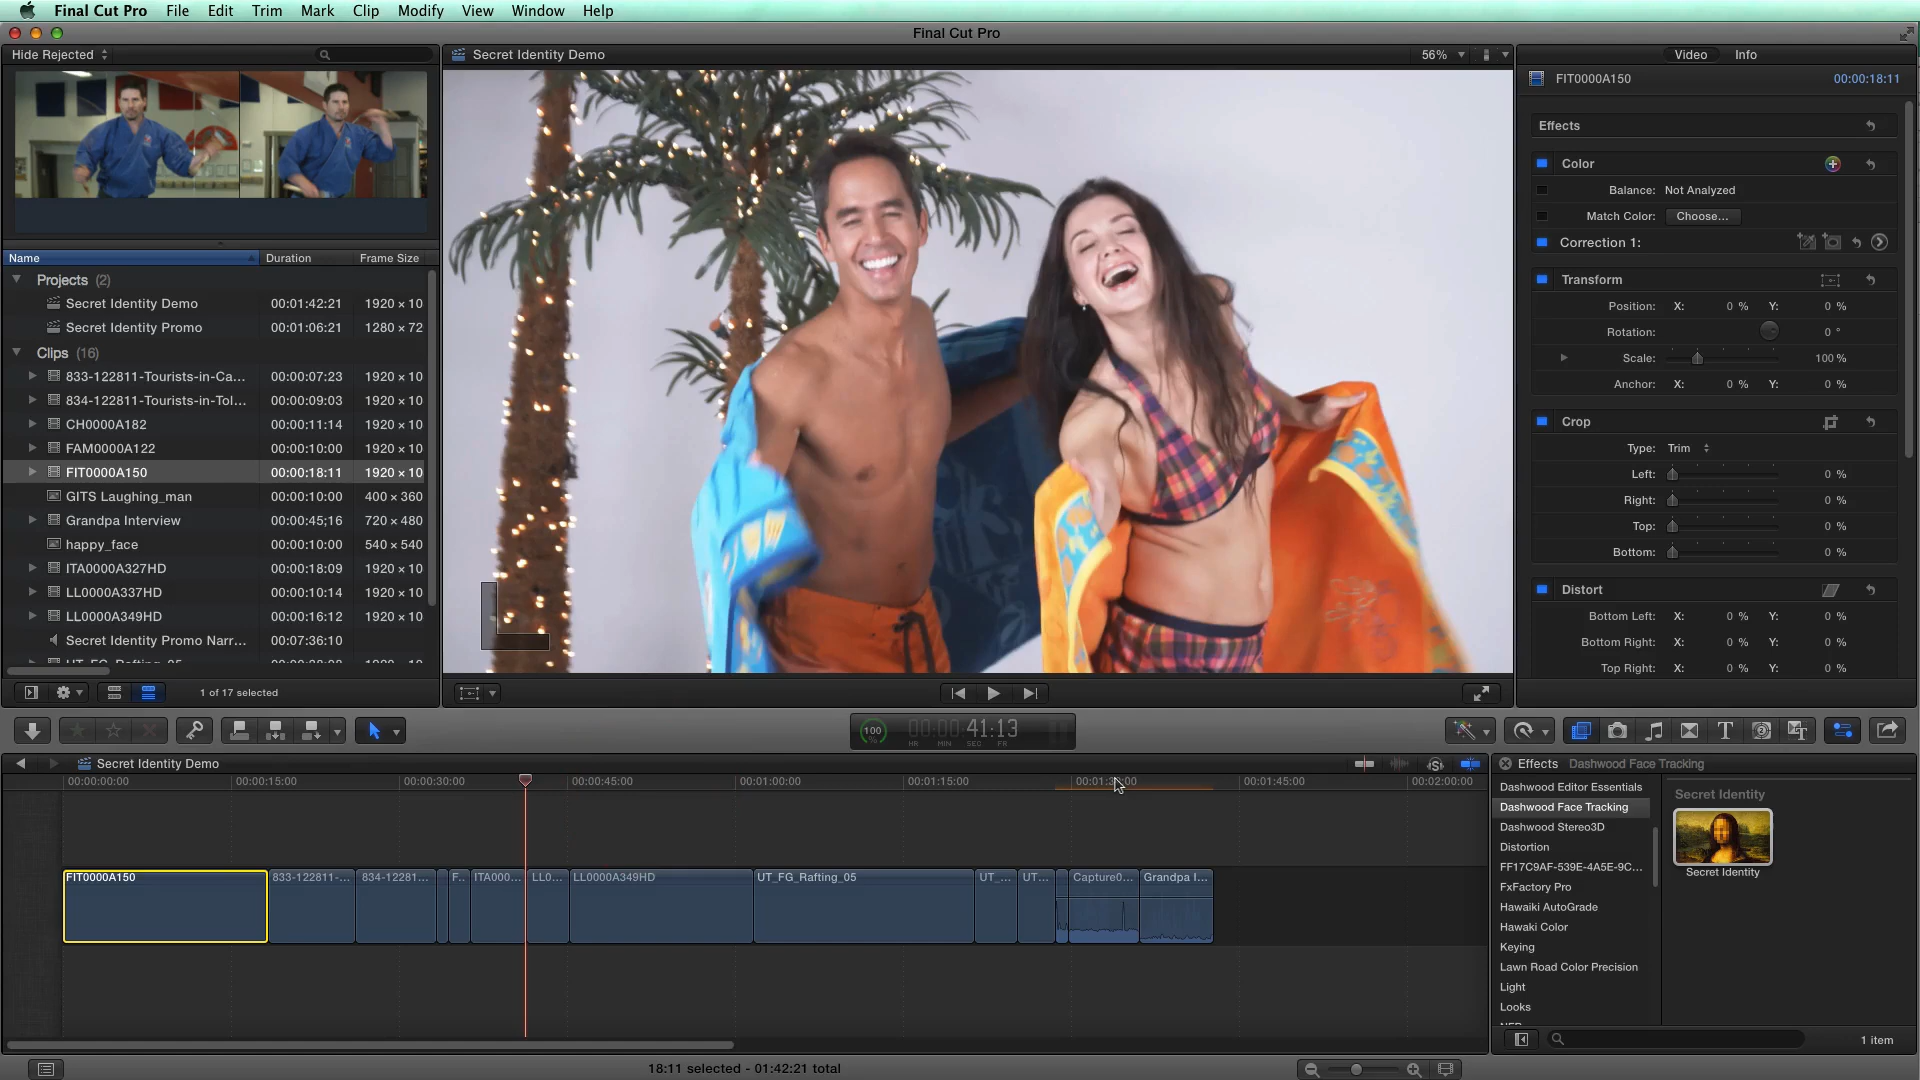 Final Cut Pro File Edit Trim Mark Clip Modify View Window Help
Final Cut Pro
Hide Rejected
Secret Identity Demo 56%
Video Info
FIT0000A150 00:00:18:11
Effects
Color
Balance: Not Analyzed
Match Color: Choose...
Correction 1:
Transform
Position: X: 0 % Y: 0 %
Rotation: 0 °
Scale: 100 %
Anchor: X: 0 % Y: 0 %
Crop
Type: Trim
Left: 0 %
Right: 0 %
Top: 0 %
Bottom: 0 %
Distort
Bottom Left: X: 0 % Y: 0 %
Bottom Right: X: 0 % Y: 0 %
Top Right: X: 0 % Y: 0 %
Name Duration Frame Size
Projects (2)
Secret Identity Demo 00:01:42:21 1920 × 10
Secret Identity Promo 00:01:06:21 1280 × 72
Clips (16)
833-122811-Tourists-in-Ca... 00:00:07:23 1920 × 10
834-122811-Tourists-in-Tol... 00:00:09:03 1920 × 10
CH0000A182 00:00:11:14 1920 × 10
FAM0000A122 00:00:10:00 1920 × 10
FIT0000A150 00:00:18:11 1920 × 10
GITS Laughing_man 00:00:10:00 400 × 360
Grandpa Interview 00:00:45;16 720 × 480
happy_face 00:00:10:00 540 × 540
ITA0000A327HD 00:00:18:09 1920 × 10
LL0000A337HD 00:00:10:14 1920 × 10
LL0000A349HD 00:00:16:12 1920 × 10
Secret Identity Promo Narr... 00:07:36:10
1 of 17 selected
100 %
00:00:41:13
HR MIN SEC FR
Secret Identity Demo
00:00:00:00 00:00:15:00 00:00:30:00 00:00:45:00 00:01:00:00 00:01:15:00 00:01:45:00 00:02:00:00
FIT0000A150 833-122811-... 834-12281... F... ITA000... LL0... LL0000A349HD UT_FG_Rafting_05 UT_... UT... Capture0... Grandpa I...
Effects Dashwood Face Tracking
Dashwood Editor Essentials
Dashwood Face Tracking
Dashwood Stereo3D
Distortion
FF17C9AF-539E-4A5E-9C...
FxFactory Pro
Hawaiki AutoGrade
Hawaki Color
Keying
Lawn Road Color Precision
Light
Looks
Secret Identity
Secret Identity
1 item
18:11 selected - 01:42:21 total